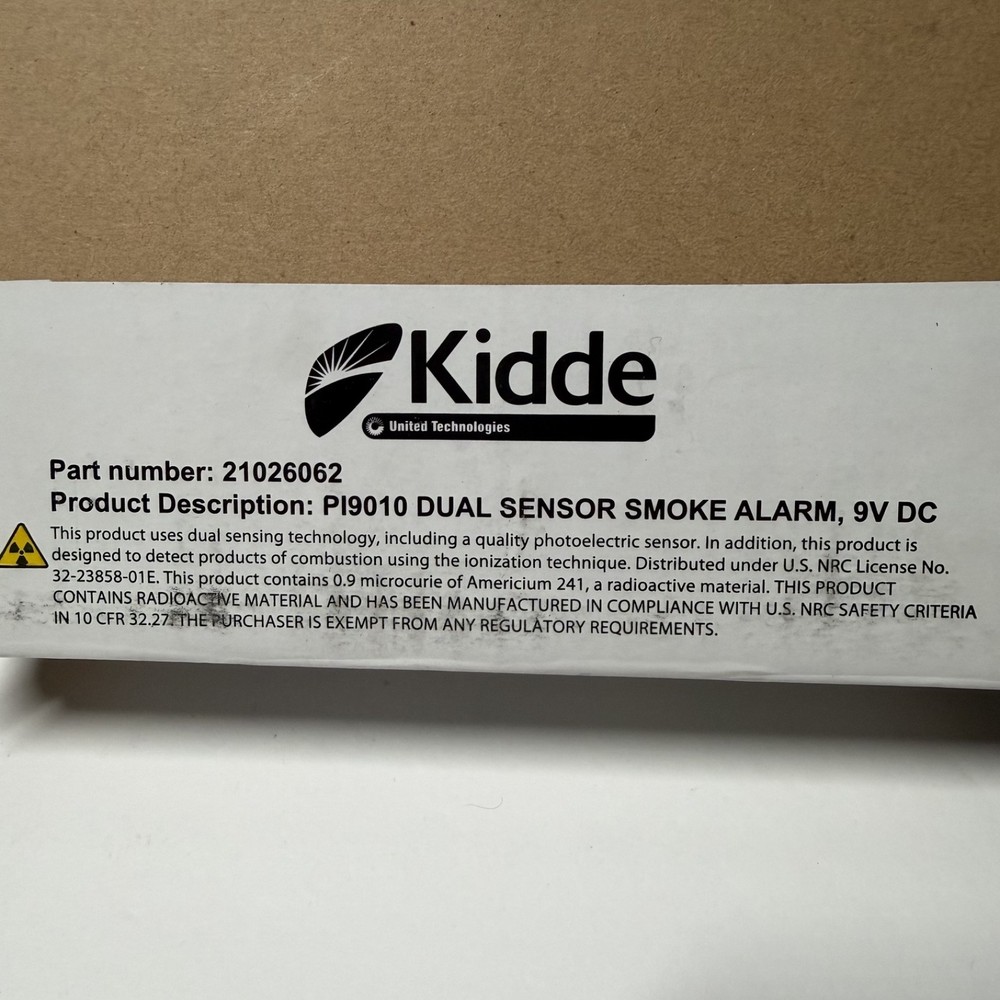 Kidde
United Technologies
Part number: 21026062
Product Description: PI9010 DUAL SENSOR SMOKE ALARM, 9V DC
This product uses dual sensing technology, including a quality photoelectric sensor. In addition, this product is
designed to detect products of combustion using the ionization technique. Distributed under U.S. NRC License No.
32-23858-01E. This product contains 0.9 microcurie of Americium 241, a radioactive material. THIS PRODUCT
CONTAINS RADIOACTIVE MATERIAL AND HAS BEEN MANUFACTURED IN COMPLIANCE WITH U.S. NRC SAFETY CRITERIA
IN 10 CFR 32.27. THE PURCHASER IS EXEMPT FROM ANY REGULATORY REQUIREMENTS.